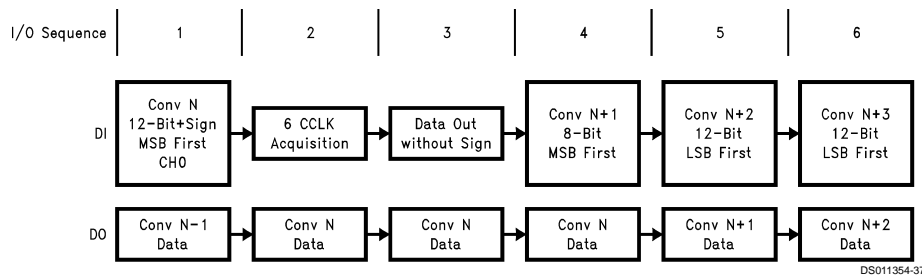 I/O Sequence 1 2 3 4 5 6
DI
Conv N
12-Bit+Sign
MSB First
CH0
6 CCLK
Acquisition
Data Out
without Sign
Conv N+1
8-Bit
MSB First
Conv N+2
12-Bit
LSB First
Conv N+3
12-Bit
LSB First
DO
Conv N-1
Data
Conv N
Data
Conv N
Data
Conv N
Data
Conv N+1
Data
Conv N+2
Data
DS011354-37